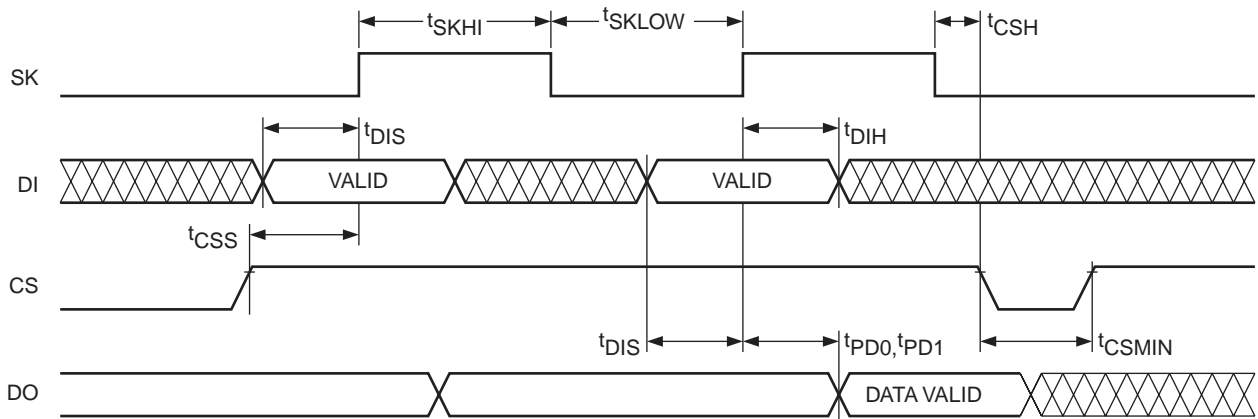 tSKHI tSKLOW tCSH
SK
tDIS tDIH
DI VALID VALID
tCSS
CS
tDIS tPD0,tPD1 tCSMIN
DO DATA VALID